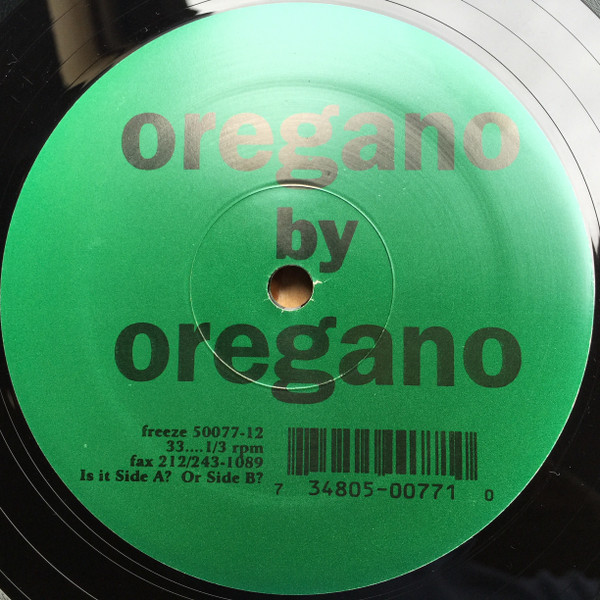 oregano
by
oregano
freeze 50077-12
33....1/3 rpm
fax 212/243-1089
Is it Side A?  Or Side B?
7 34805-00771 0